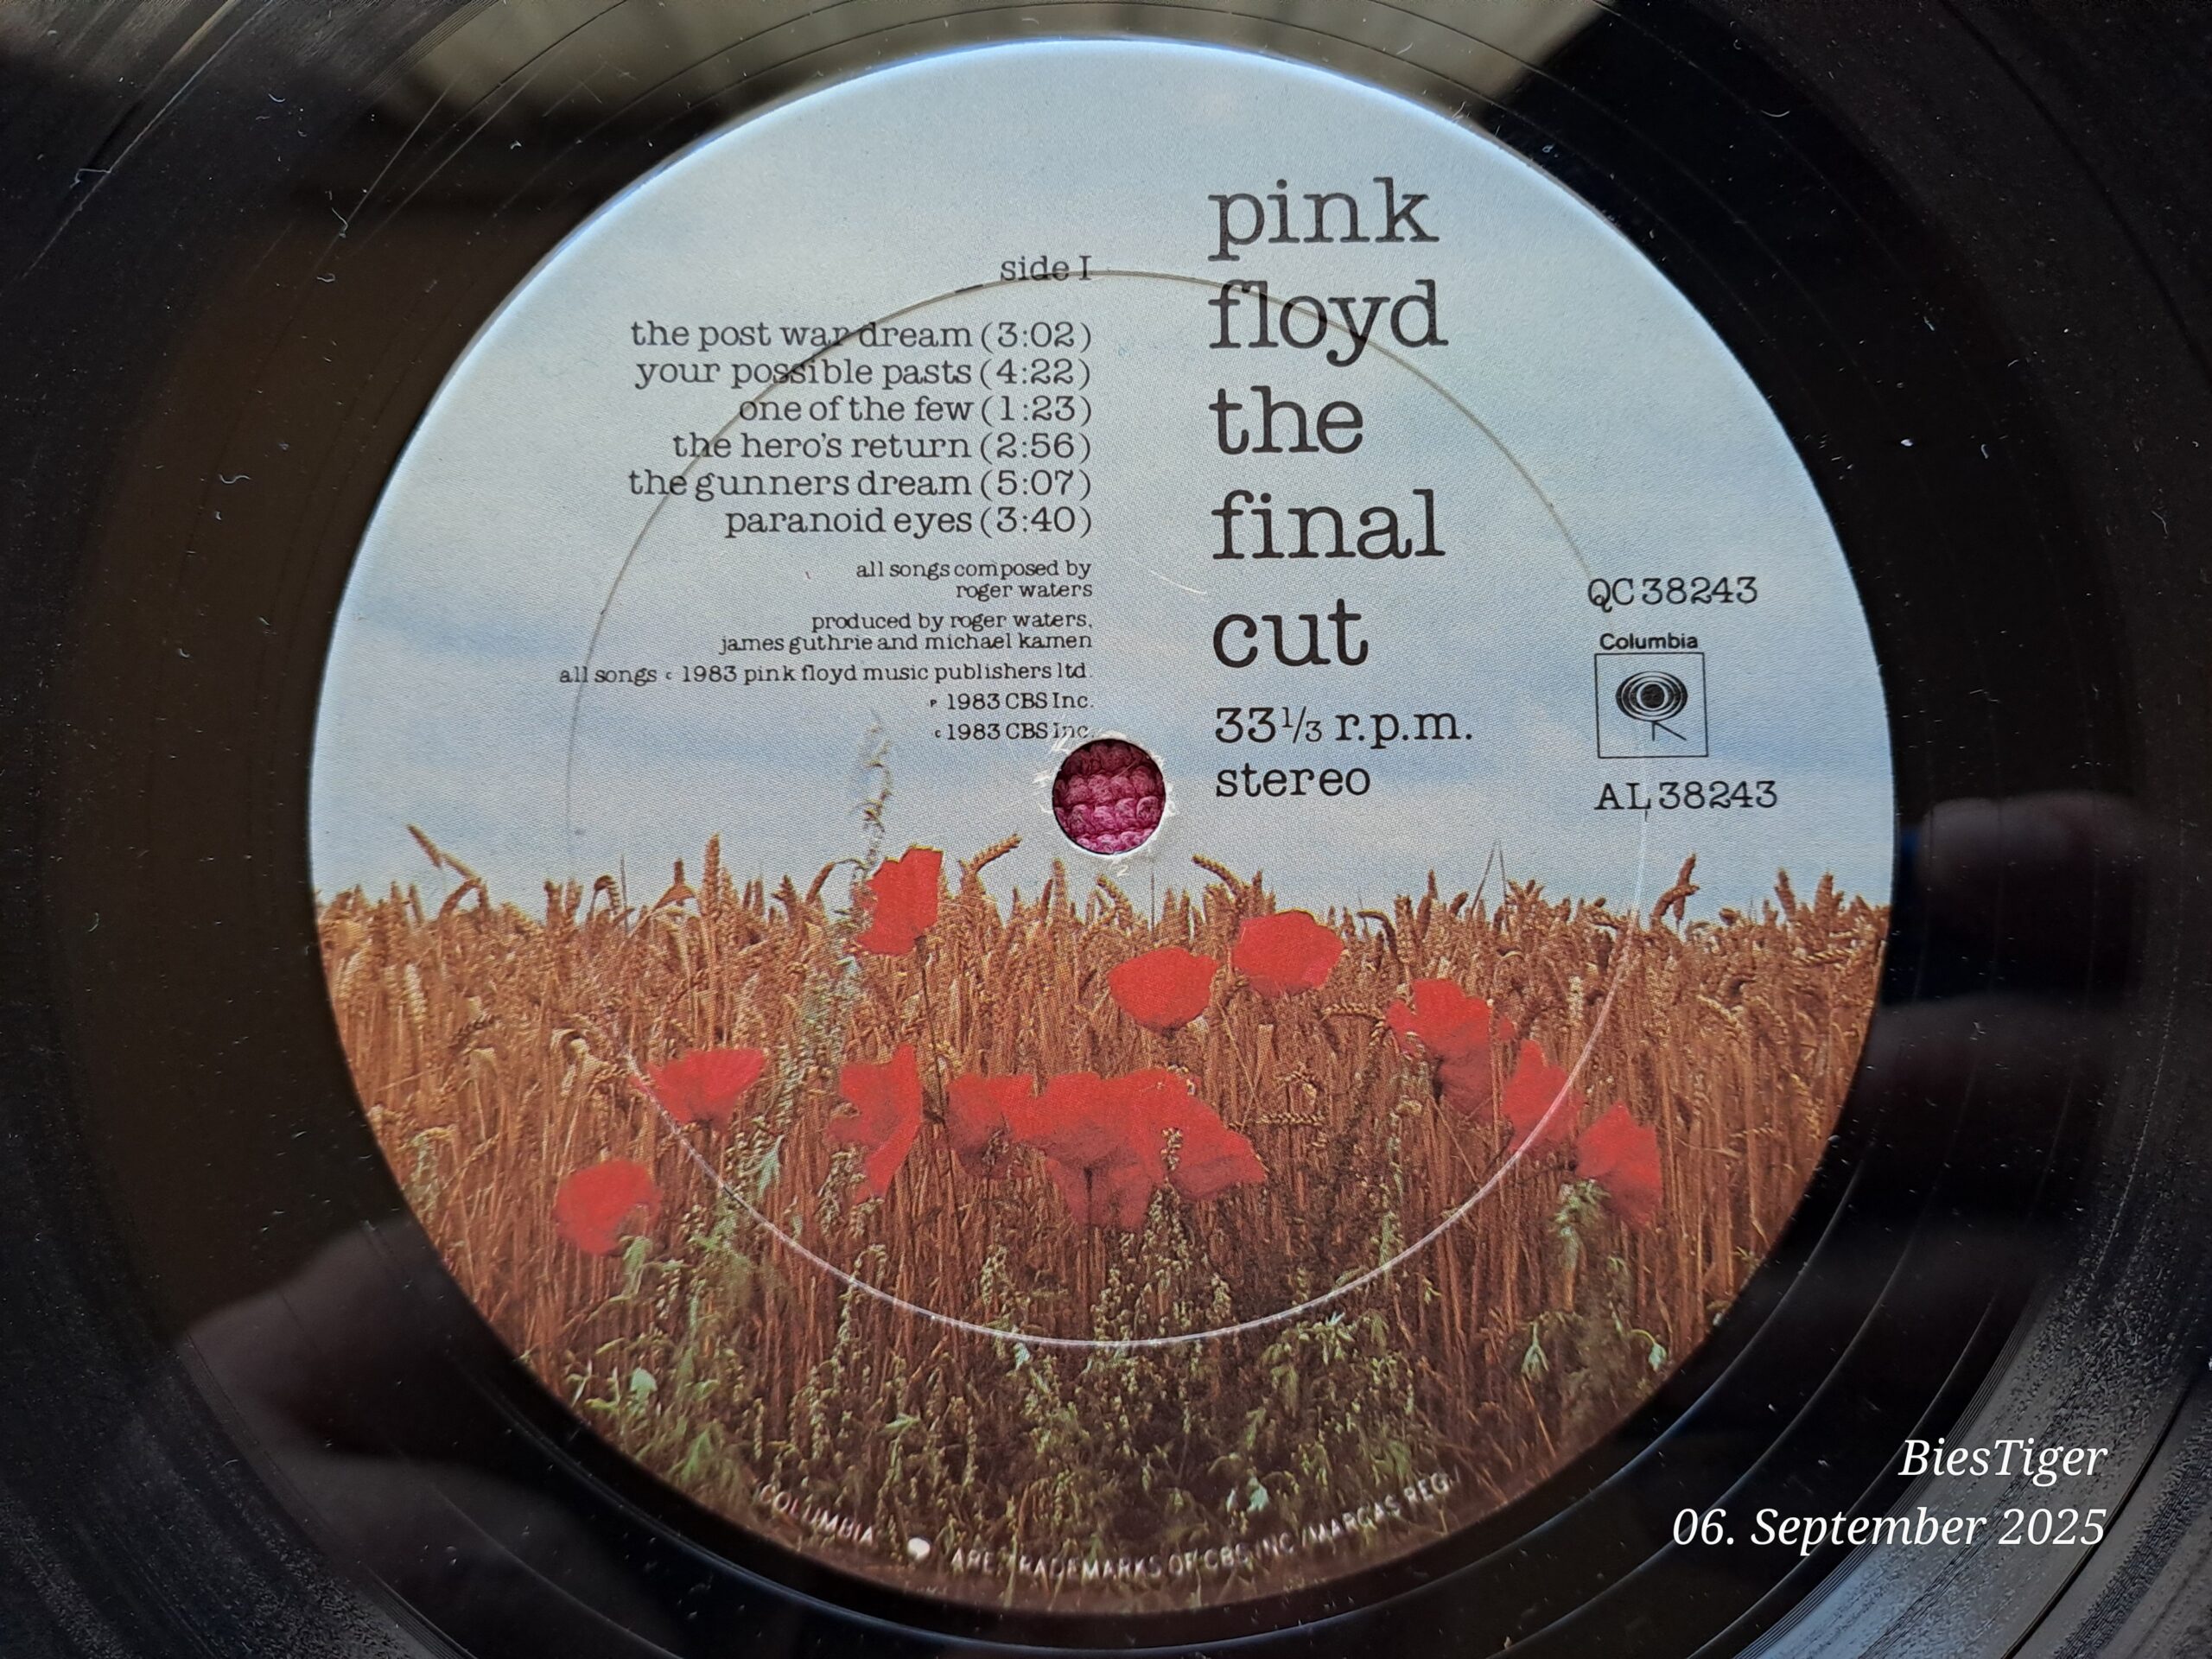 side I
the post war dream (3:02)
your possible pasts (4:22)
one of the few (1:23)
the hero's return (2:56)
the gunners dream (5:07)
paranoid eyes (3:40)
all songs composed by
roger waters
produced by roger waters,
james guthrie and michael kamen
all songs c 1983 pink floyd music publishers ltd.
P 1983 CBS Inc.
c 1983 CBS Inc.
pink
floyd
the
final
cut
33 1/3 r.p.m.
stereo
QC 38243
Columbia
AL 38243
COLUMBIA ARE TRADEMARKS OF CBS INC/MARCAS REG.
BiesTiger
06. September 2025